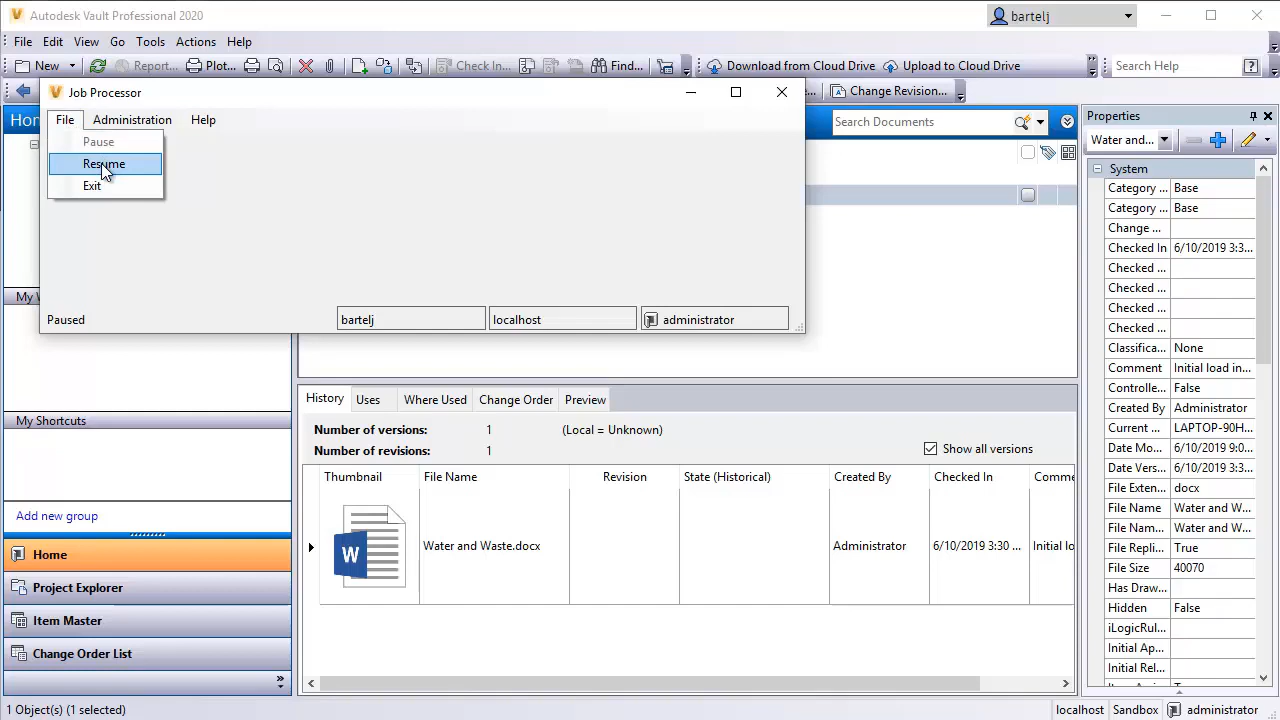 Autodesk Vault Professional 2020
bartelj
File Edit View Go Tools Actions Help
New Report... Plot... Check In... Find... Download from Cloud Drive Upload to Cloud Drive Search Help
Job Processor
Change Revision...
File Administration Help
Pause
Resume
Exit
Paused bartelj localhost administrator
Search Documents
My Shortcuts
Add new group
Home
Project Explorer
Item Master
Change Order List
History Uses Where Used Change Order Preview
Number of versions: 1 (Local = Unknown)
Number of revisions: 1
Show all versions
Thumbnail File Name Revision State (Historical) Created By Checked In Comme
W Water and Waste.docx Administrator 6/10/2019 3:30 ... Initial lo
Properties
Water and...
System
Category ... Base
Category ... Base
Change ...
Checked In 6/10/2019 3:3...
Checked ...
Checked ...
Checked ...
Checked ...
Classifica... None
Comment Initial load in...
Controlle... False
Created By Administrator
Current ... LAPTOP-90H...
Date Mo... 6/10/2019 9:0...
Date Vers... 6/10/2019 3:3...
File Exten... docx
File Name Water and W...
File Nam... Water and W...
File Repli... True
File Size 40070
Has Draw...
Hidden False
iLogicRul...
Initial Ap...
Initial Rel...
1 Object(s) (1 selected) localhost Sandbox administrator